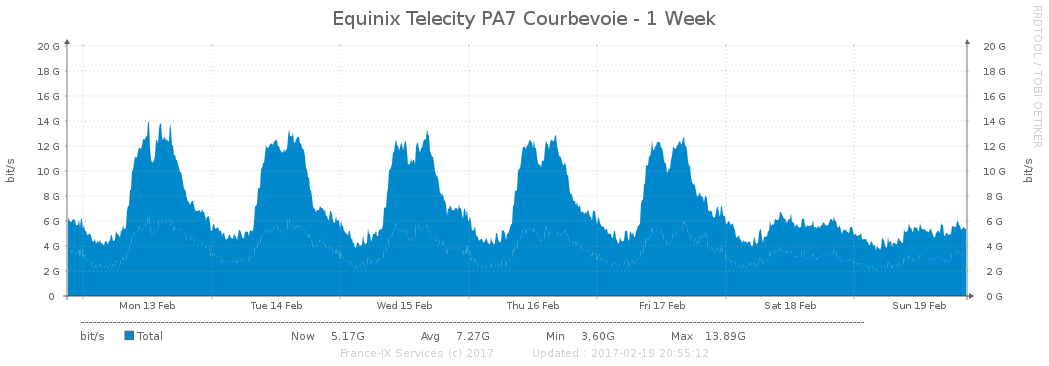 Equinix Telecity PA7 Courbevoie - 1 Week
RRDTOOL / TOBI OETIKER
bit/s
20 G 20 G
18 G 18 G
16 G 16 G
14 G 14 G
12 G 12 G
10 G 10 G
8 G 8 G
6 G 6 G
4 G 4 G
2 G 2 G
0 0 G
bit/s
Mon 13 Feb Tue 14 Feb Wed 15 Feb Thu 16 Feb Fri 17 Feb Sat 18 Feb Sun 19 Feb
bit/s Total Now 5.17G Avg 7.27G Min 3.60G Max 13.89G
France-IX Services (c) 2017 Updated : 2017-02-19 20:55:12